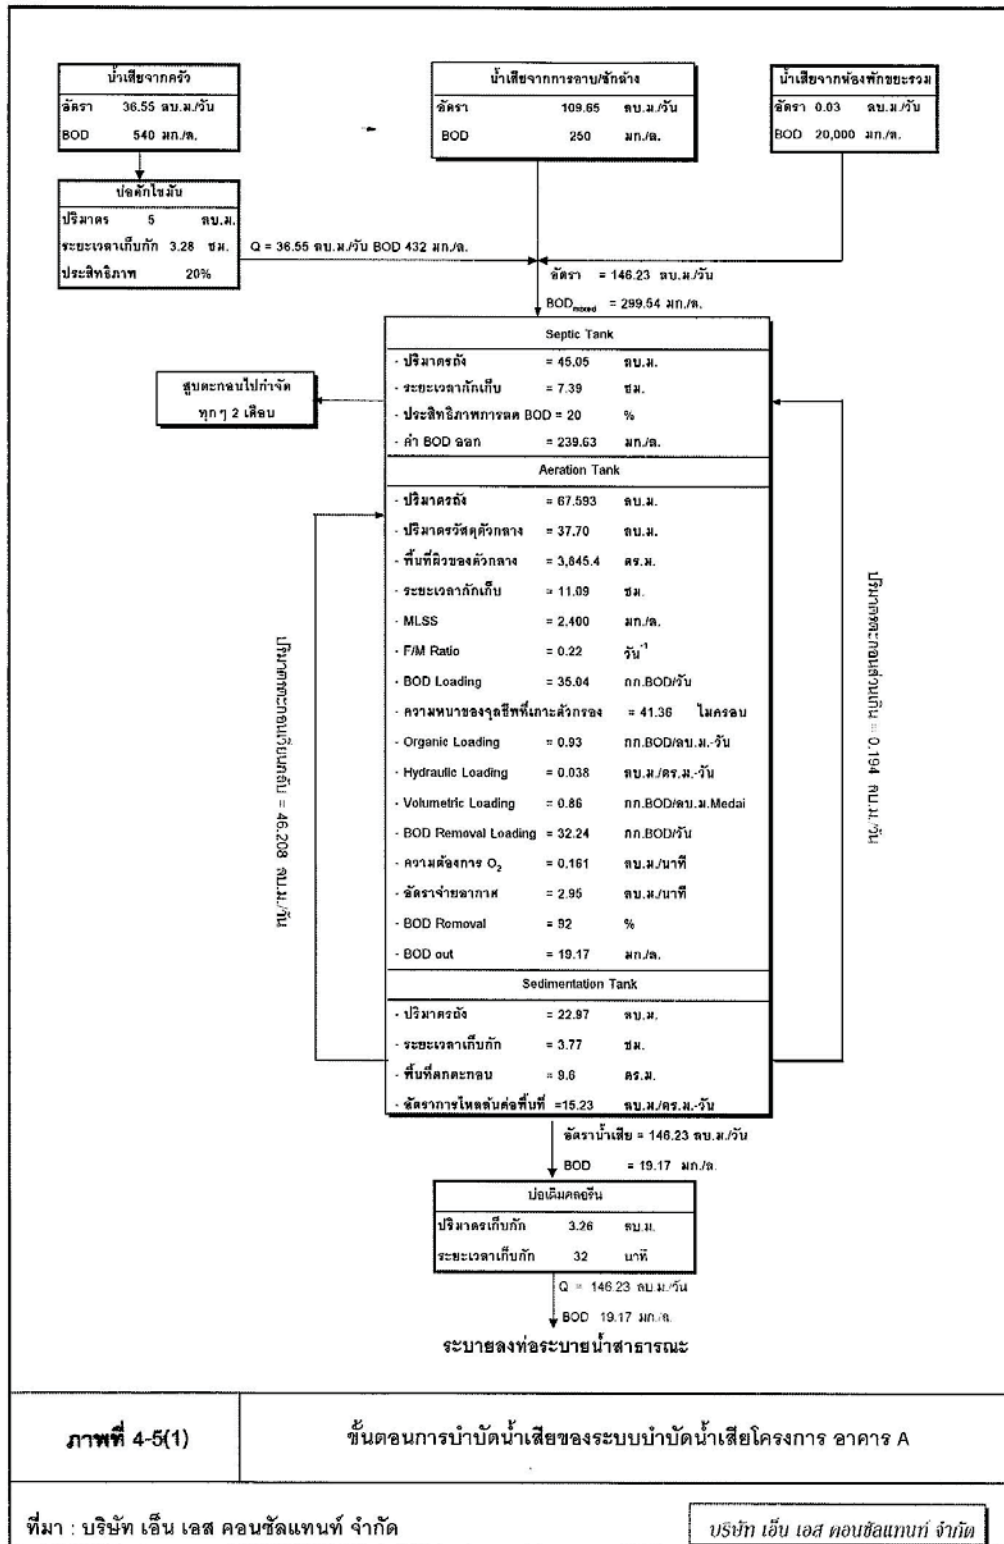 น้ำเสียจากครัว
อัตรา 36.55 ลบ.ม./วัน
BOD 540 มก./ล.
น้ำเสียจากการอาบ/ซักล้าง
อัตรา 109.65 ลบ.ม./วัน
BOD 250 มก./ล.
น้ำเสียจากห้องพักขยะรวม
อัตรา 0.03 ลบ.ม./วัน
BOD 20,000 มก./ล.
บ่อดักไขมัน
ปริมาตร 5 ลบ.ม.
ระยะเวลาเก็บกัก 3.28 ชม.
ประสิทธิภาพ 20%
Q = 36.55 ลบ.ม./วัน BOD 432 มก./ล.
อัตรา = 146.23 ลบ.ม./วัน
BODmixed = 299.54 มก./ล.
Septic Tank
- ปริมาตรถัง = 45.05 ลบ.ม.
- ระยะเวลากักเก็บ = 7.39 ชม.
- ประสิทธิภาพการลด BOD = 20 %
- ค่า BOD ออก = 239.63 มก./ล.
สูบตะกอนไปกำจัด
ทุกๆ 2 เดือน
Aeration Tank
- ปริมาตรถัง = 67.593 ลบ.ม.
- ปริมาตรวัสดุตัวกลาง = 37.70 ลบ.ม.
- พื้นที่ผิวของตัวกลาง = 3,845.4 ตร.ม.
- ระยะเวลากักเก็บ = 11.09 ชม.
- MLSS = 2,400 มก./ล.
- F/M Ratio = 0.22 วัน⁻¹
- BOD Loading = 35.04 กก.BOD/วัน
- ความหนาของจุลชีพที่เกาะตัวกรอง = 41.36 ไมครอน
- Organic Loading = 0.93 กก.BOD/ลบ.ม.-วัน
- Hydraulic Loading = 0.038 ลบ.ม./ตร.ม.-วัน
- Volumetric Loading = 0.86 กก.BOD/ลบ.ม.Medai
- BOD Removal Loading = 32.24 กก.BOD/วัน
- ความต้องการ O₂ = 0.161 ลบ.ม./นาที
- อัตราจ่ายอากาศ = 2.95 ลบ.ม./นาที
- BOD Removal = 92 %
- BOD out = 19.17 มก./ล.
ปริมาตรตะกอนเวียนกลับ = 46.208 ลบ.ม./วัน
ปริมาตรตะกอนส่วนเกิน = 0.194 ลบ.ม./วัน
Sedimentation Tank
- ปริมาตรถัง = 22.97 ลบ.ม.
- ระยะเวลาเก็บกัก = 3.77 ชม.
- พื้นที่ตกตะกอน = 9.6 ตร.ม.
- อัตราการไหลล้นต่อพื้นที่ =15.23 ลบ.ม./ตร.ม.-วัน
อัตราน้ำเสีย = 146.23 ลบ.ม./วัน
BOD = 19.17 มก./ล.
บ่อเติมคลอรีน
ปริมาตรเก็บกัก 3.26 ลบ.ม.
ระยะเวลาเก็บกัก 32 นาที
Q = 146.23 ลบ.ม./วัน
BOD 19.17 มก./ล.
ระบายลงท่อระบายน้ำสาธารณะ
ภาพที่ 4-5(1)
ขั้นตอนการบำบัดน้ำเสียของระบบบำบัดน้ำเสียโครงการ อาคาร A
ที่มา : บริษัท เอ็น เอส คอนซัลแทนท์ จำกัด
บริษัท เอ็น เอส คอนซัลแทนท์ จำกัด